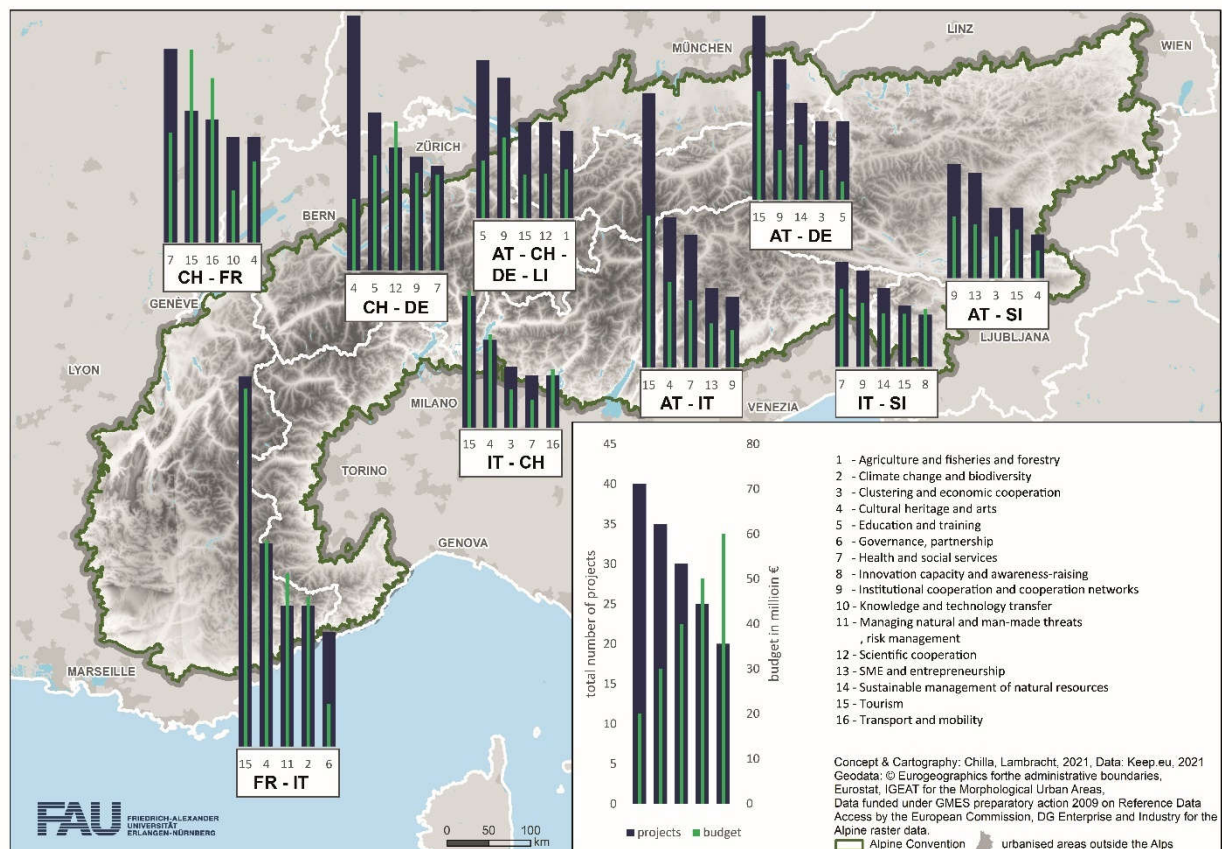 LINZ
MÜNCHEN
WIEN
ZÜRICH
BERN
GENÈVE
LYON
MILANO
TORINO
VENEZIA
LJUBLJANA
GENOVA
MARSEILLE
7 15 16 10 4
CH - FR
4 5 12 9 7
CH - DE
5 9 15 12 1
AT - CH -
DE - LI
15 9 14 3 5
AT - DE
9 13 3 15 4
AT - SI
15 4 7 13 9
AT - IT
7 9 14 15 8
IT - SI
15 4 3 7 16
IT - CH
15 4 11 2 6
FR - IT
total number of projects
45
40
35
30
25
20
15
10
5
0
budget in millioin €
80
70
60
50
40
30
20
10
0
projects budget
1 - Agriculture and fisheries and forestry
2 - Climate change and biodiversity
3 - Clustering and economic cooperation
4 - Cultural heritage and arts
5 - Education and training
6 - Governance, partnership
7 - Health and social services
8 - Innovation capacity and awareness-raising
9 - Institutional cooperation and cooperation networks
10 - Knowledge and technology transfer
11 - Managing natural and man-made threats
, risk management
12 - Scientific cooperation
13 - SME and entrepreneurship
14 - Sustainable management of natural resources
15 - Tourism
16 - Transport and mobility
Concept & Cartography: Chilla, Lambracht, 2021, Data: Keep.eu, 2021
Geodata: © Eurogeographics forthe administrative boundaries,
Eurostat, IGEAT for the Morphological Urban Areas,
Data funded under GMES preparatory action 2009 on Reference Data
Access by the European Commission, DG Enterprise and Industry for the
Alpine raster data.
Alpine Convention urbanised areas outside the Alps
FAU
FRIEDRICH-ALEXANDER
UNIVERSITÄT
ERLANGEN-NÜRNBERG
0 50 100
km